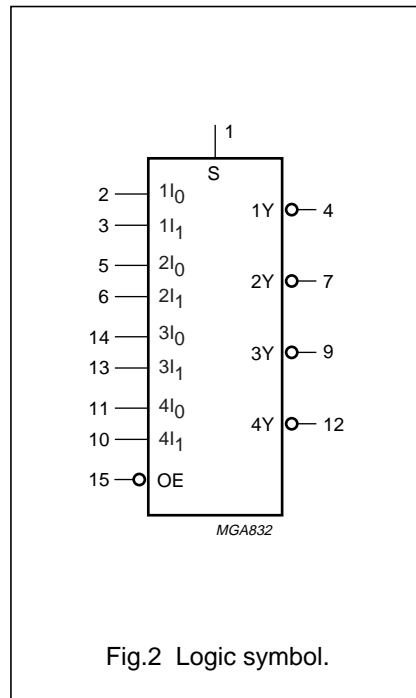 1
S
2 1I0 1Y 4
3 1I1
5 2I0 2Y 7
6 2I1
14 3I0 3Y 9
13 3I1
11 4I0 4Y 12
10 4I1
15 OE
MGA832
Fig.2 Logic symbol.